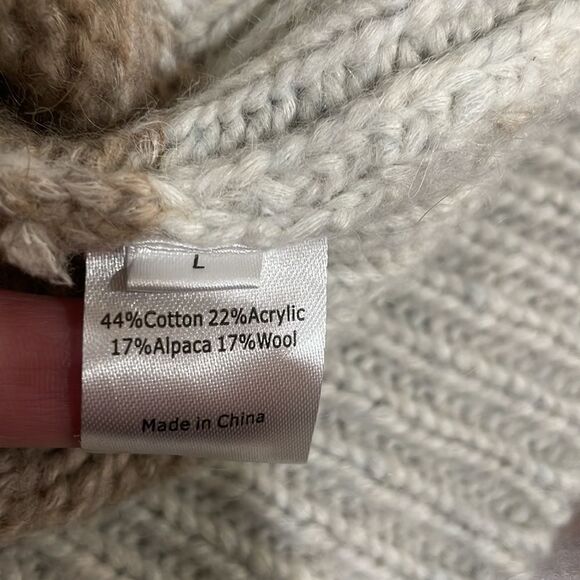 L
44%Cotton 22%Acrylic
17%Alpaca 17%Wool
Made in China